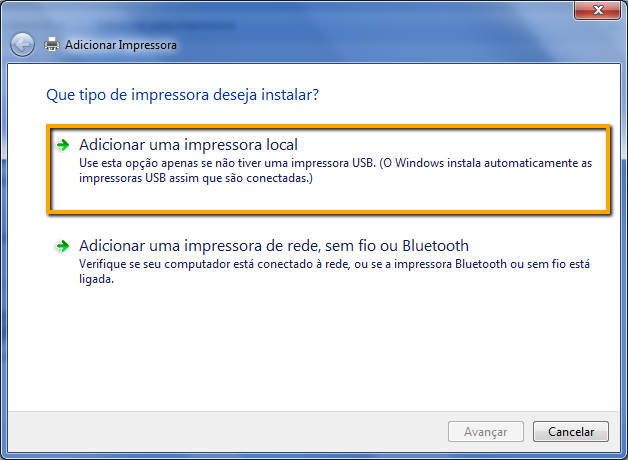 Adicionar Impressora
Que tipo de impressora deseja instalar?
Adicionar uma impressora local
Use esta opção apenas se não tiver uma impressora USB. (O Windows instala automaticamente as
impressoras USB assim que são conectadas.)
Adicionar uma impressora de rede, sem fio ou Bluetooth
Verifique se seu computador está conectado à rede, ou se a impressora Bluetooth ou sem fio está
ligada.
Avançar
Cancelar